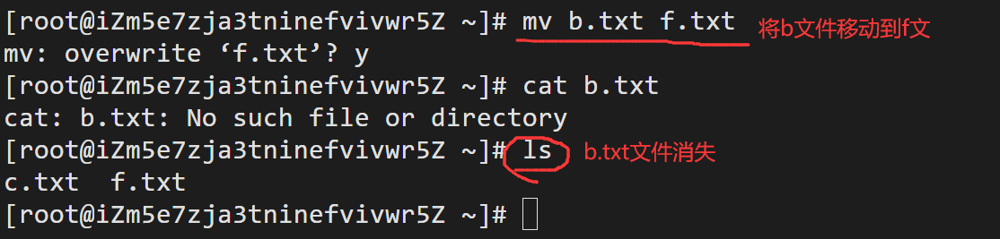 [root@iZm5e7zja3tninefvivwr5Z ~]# mv b.txt f.txt 将b文件移动到f文
mv: overwrite ‘f.txt’? y
[root@iZm5e7zja3tninefvivwr5Z ~]# cat b.txt
cat: b.txt: No such file or directory
[root@iZm5e7zja3tninefvivwr5Z ~]# ls b.txt文件消失
c.txt  f.txt
[root@iZm5e7zja3tninefvivwr5Z ~]#